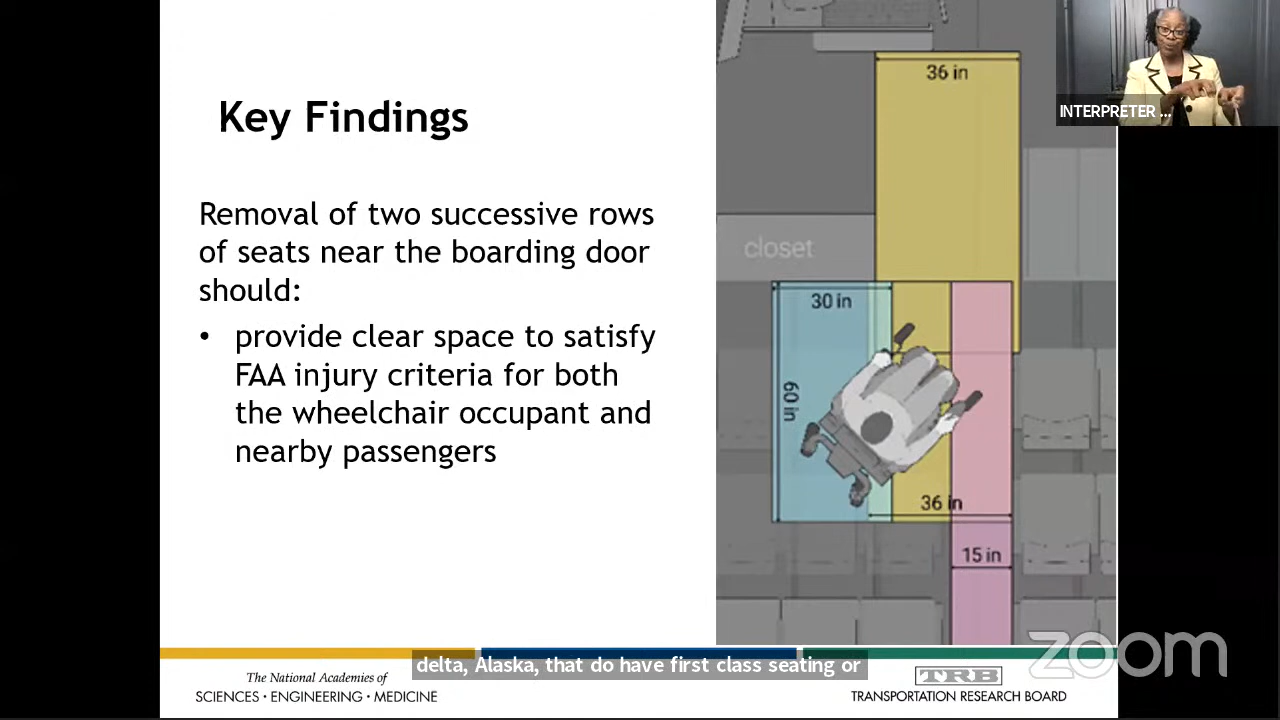 Key Findings
Removal of two successive rows
of seats near the boarding door
should:
• provide clear space to satisfy
FAA injury criteria for both
the wheelchair occupant and
nearby passengers
36 in
closet
30 in
60 in
36 in
15 in
INTERPRETER ...
delta, Alaska, that do have first class seating or
The National Academies of
SCIENCES · ENGINEERING · MEDICINE
TRB
TRANSPORTATION RESEARCH BOARD
zoom